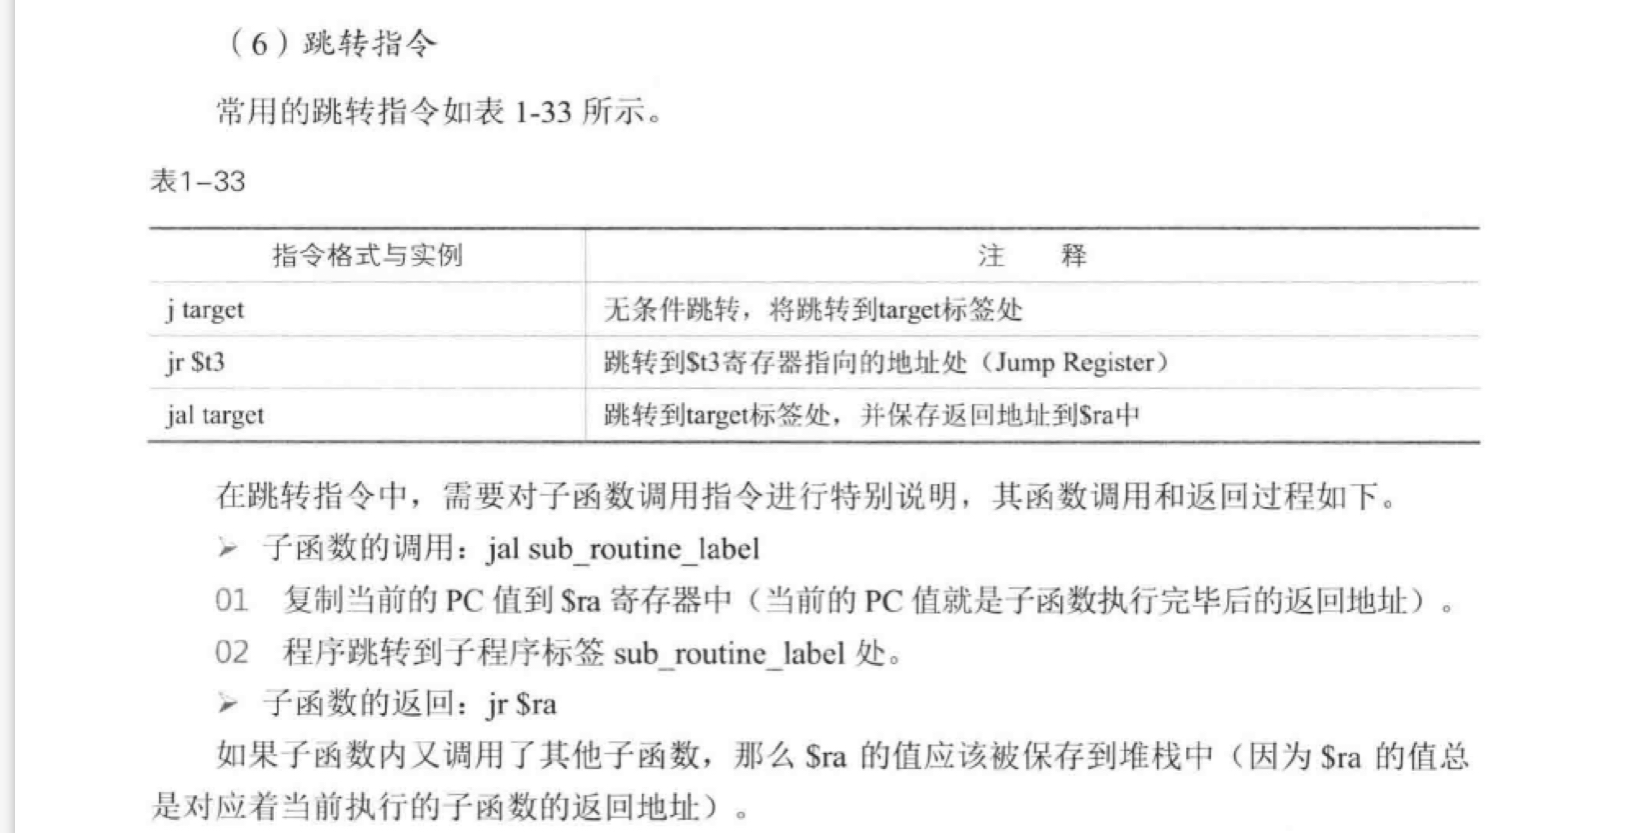 （6）跳转指令
常用的跳转指令如表 1-33 所示。
表1-33
指令格式与实例 注 释
j target 无条件跳转，将跳转到target标签处
jr $t3 跳转到$t3寄存器指向的地址处（Jump Register）
jal target 跳转到target标签处，并保存返回地址到$ra中
在跳转指令中，需要对子函数调用指令进行特别说明，其函数调用和返回过程如下。
➢ 子函数的调用：jal sub_routine_label
01 复制当前的 PC 值到 $ra 寄存器中（当前的 PC 值就是子函数执行完毕后的返回地址）。
02 程序跳转到子程序标签 sub_routine_label 处。
➢ 子函数的返回：jr $ra
如果子函数内又调用了其他子函数，那么 $ra 的值应该被保存到堆栈中（因为 $ra 的值总
是对应着当前执行的子函数的返回地址）。